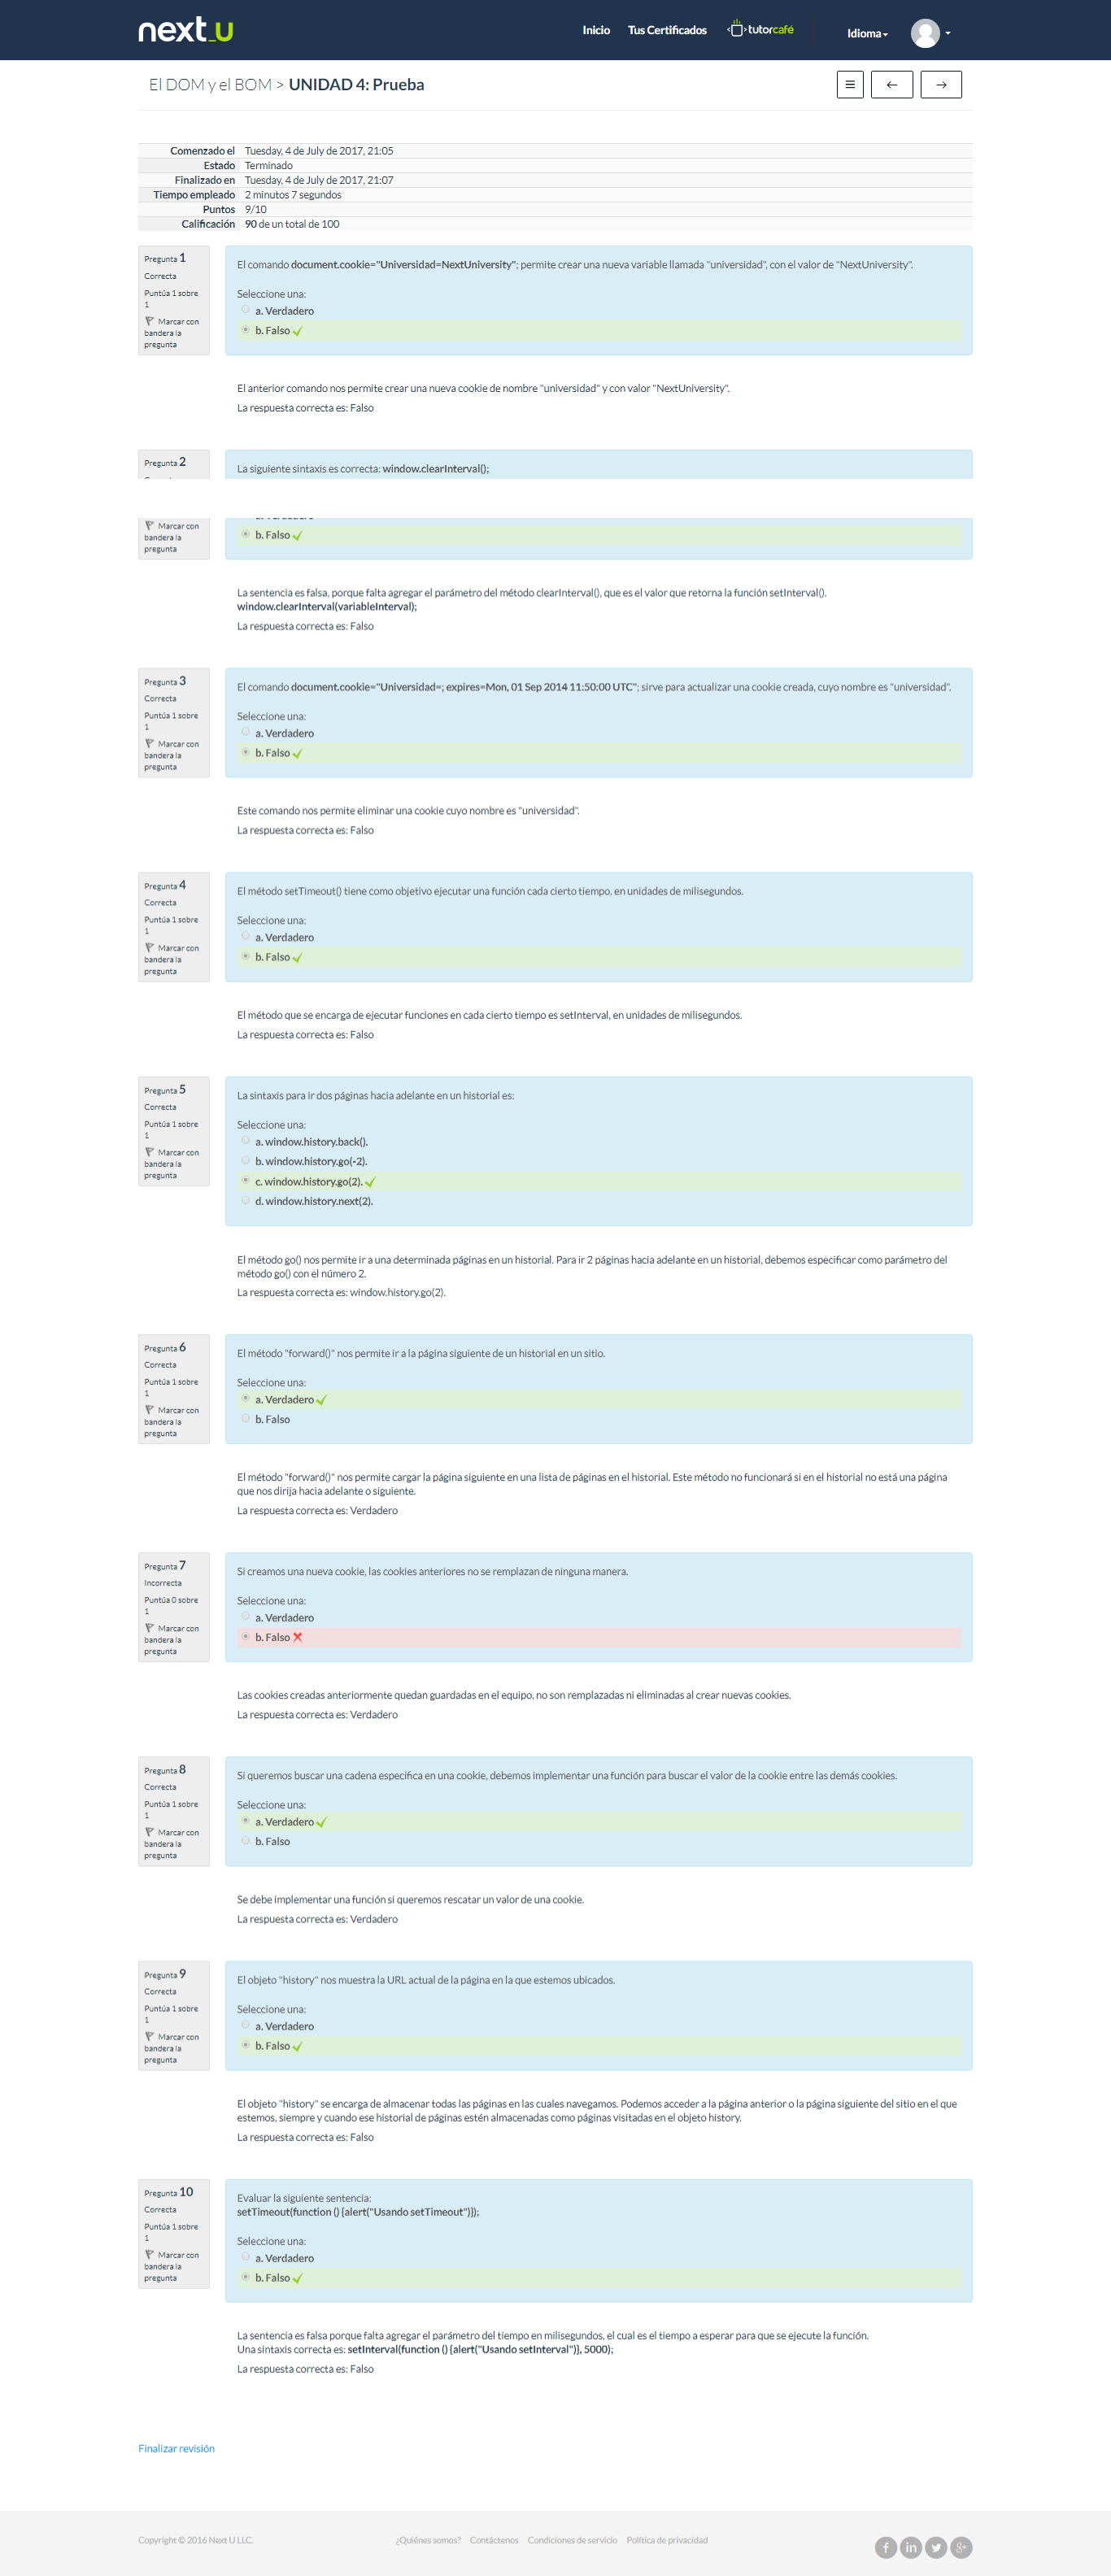 next_U
Inicio Tus Certificados tutorcafé Idioma
El DOM y el BOM > UNIDAD 4: Prueba
Comenzado el Tuesday, 4 de July de 2017, 21:05
Estado Terminado
Finalizado en Tuesday, 4 de July de 2017, 21:07
Tiempo empleado 2 minutos 7 segundos
Puntos 9/10
Calificación 90 de un total de 100
Pregunta 1
Correcta
Puntúa 1 sobre
1
Marcar con
bandera la
pregunta
El comando document.cookie="Universidad=NextUniversity"; permite crear una nueva variable llamada "universidad", con el valor de "NextUniversity".
Seleccione una:
a. Verdadero
b. Falso
El anterior comando nos permite crear una nueva cookie de nombre "universidad" y con valor "NextUniversity".
La respuesta correcta es: Falso
Pregunta 2
La siguiente sintaxis es correcta: window.clearInterval();
Marcar con
bandera la
pregunta
b. Falso
La sentencia es falsa, porque falta agregar el parámetro del método clearInterval(), que es el valor que retorna la función setInterval().
window.clearInterval(variableInterval);
La respuesta correcta es: Falso
Pregunta 3
Correcta
Puntúa 1 sobre
1
Marcar con
bandera la
pregunta
El comando document.cookie="Universidad=; expires=Mon, 01 Sep 2014 11:50:00 UTC"; sirve para actualizar una cookie creada, cuyo nombre es "universidad".
Seleccione una:
a. Verdadero
b. Falso
Este comando nos permite eliminar una cookie cuyo nombre es "universidad".
La respuesta correcta es: Falso
Pregunta 4
Correcta
Puntúa 1 sobre
1
Marcar con
bandera la
pregunta
El método setTimeout() tiene como objetivo ejecutar una función cada cierto tiempo, en unidades de milisegundos.
Seleccione una:
a. Verdadero
b. Falso
El método que se encarga de ejecutar funciones en cada cierto tiempo es setInterval, en unidades de milisegundos.
La respuesta correcta es: Falso
Pregunta 5
Correcta
Puntúa 1 sobre
1
Marcar con
bandera la
pregunta
La sintaxis para ir dos páginas hacia adelante en un historial es:
Seleccione una:
a. window.history.back().
b. window.history.go(-2).
c. window.history.go(2).
d. window.history.next(2).
El método go() nos permite ir a una determinada páginas en un historial. Para ir 2 páginas hacia adelante en un historial, debemos especificar como parámetro del
método go() con el número 2.
La respuesta correcta es: window.history.go(2).
Pregunta 6
Correcta
Puntúa 1 sobre
1
Marcar con
bandera la
pregunta
El método "forward()" nos permite ir a la página siguiente de un historial en un sitio.
Seleccione una:
a. Verdadero
b. Falso
El método "forward()" nos permite cargar la página siguiente en una lista de páginas en el historial. Este método no funcionará si en el historial no está una página
que nos dirija hacia adelante o siguiente.
La respuesta correcta es: Verdadero
Pregunta 7
Incorrecta
Puntúa 0 sobre
1
Marcar con
bandera la
pregunta
Si creamos una nueva cookie, las cookies anteriores no se remplazan de ninguna manera.
Seleccione una:
a. Verdadero
b. Falso
Las cookies creadas anteriormente quedan guardadas en el equipo, no son remplazadas ni eliminadas al crear nuevas cookies.
La respuesta correcta es: Verdadero
Pregunta 8
Correcta
Puntúa 1 sobre
1
Marcar con
bandera la
pregunta
Si queremos buscar una cadena específica en una cookie, debemos implementar una función para buscar el valor de la cookie entre las demás cookies.
Seleccione una:
a. Verdadero
b. Falso
Se debe implementar una función si queremos rescatar un valor de una cookie.
La respuesta correcta es: Verdadero
Pregunta 9
Correcta
Puntúa 1 sobre
1
Marcar con
bandera la
pregunta
El objeto "history" nos muestra la URL actual de la página en la que estemos ubicados.
Seleccione una:
a. Verdadero
b. Falso
El objeto "history" se encarga de almacenar todas las páginas en las cuales navegamos. Podemos acceder a la página anterior o la página siguiente del sitio en el que
estemos, siempre y cuando ese historial de páginas estén almacenadas como páginas visitadas en el objeto history.
La respuesta correcta es: Falso
Pregunta 10
Correcta
Puntúa 1 sobre
1
Marcar con
bandera la
pregunta
Evaluar la siguiente sentencia:
setTimeout(function () {alert("Usando setTimeout")});
Seleccione una:
a. Verdadero
b. Falso
La sentencia es falsa porque falta agregar el parámetro del tiempo en milisegundos, el cual es el tiempo a esperar para que se ejecute la función.
Una sintaxis correcta es: setInterval(function () {alert("Usando setInterval")}, 5000);
La respuesta correcta es: Falso
Finalizar revisión
Copyright © 2016 Next U LLC. ¿Quiénes somos? Contáctenos Condiciones de servicio Política de privacidad